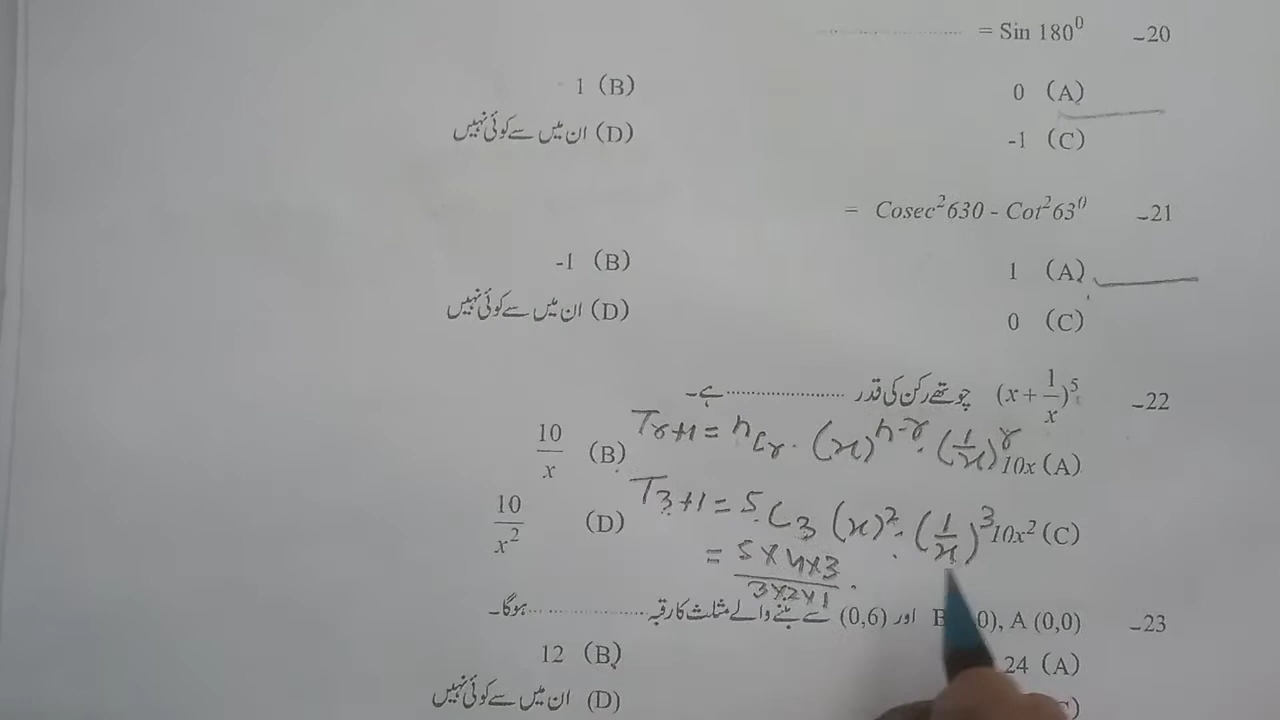 -20 Sin 180⁰ = ....................
(A) 0 (B) 1
(C) -1 (D) ان میں سے کوئی نہیں
-21 Cosec²630 - Cot²63⁰ =
(A) 1 (B) -1
(C) 0 (D) ان میں سے کوئی نہیں
-22 (x + 1/x)⁵ چوتھے رکن کی قدر .................... ہے۔
Tr+1 = nCr . (x)ⁿ⁻ʳ . (1/x)ʳ
(A) 10x (B) 10/x
T3+1 = 5C3 (x)² . (1/x)³
(C) 10x² (D) 10/x²
= 5×4×3 / 3×2×1 .
-23 A (0,0), B 0) اور (0,6) سے بننے والے مثلث کا رقبہ .................... ہوگا۔
(A) 24 (B) 12
(D) ان میں سے کوئی نہیں